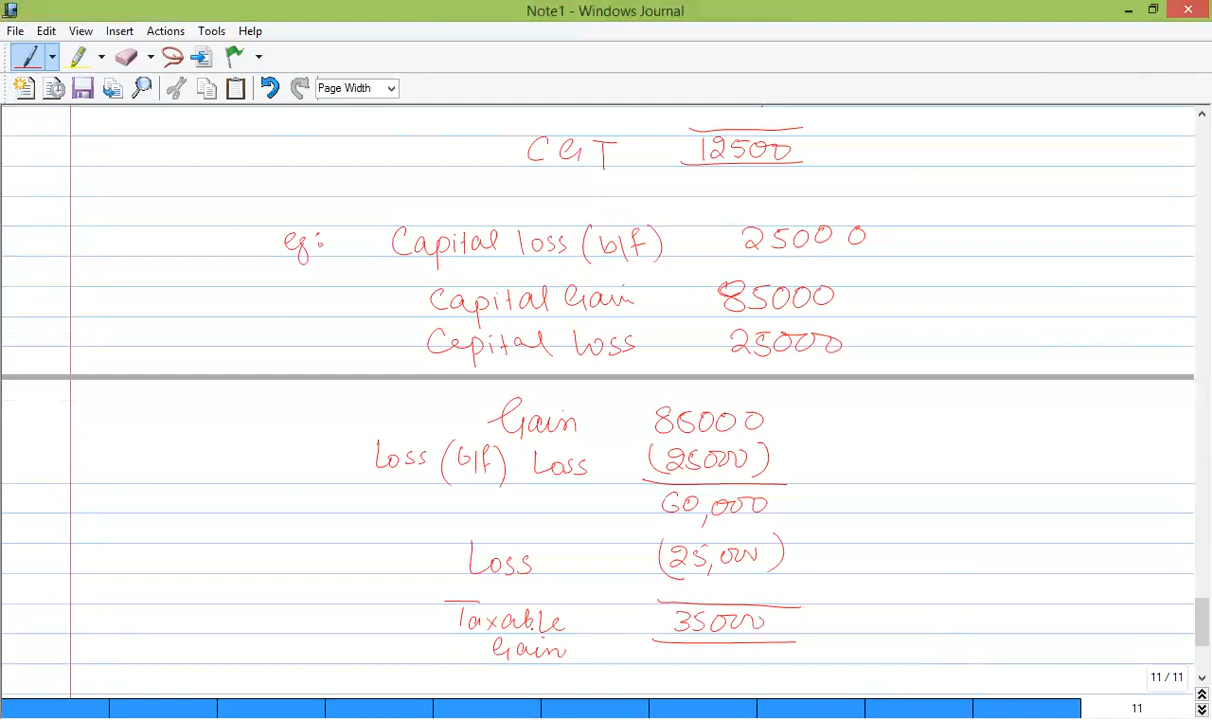 Note1 - Windows Journal
File Edit View Insert Actions Tools Help
Page Width
CGT 12500
eg: Capital loss (b/f) 25000
Capital Gain 85000
Capital Loss 25000
Gain 85000
Loss (b/f) Loss (25000)
60,000
Loss (25,000)
Taxable 35000
Gain
11 / 11
11